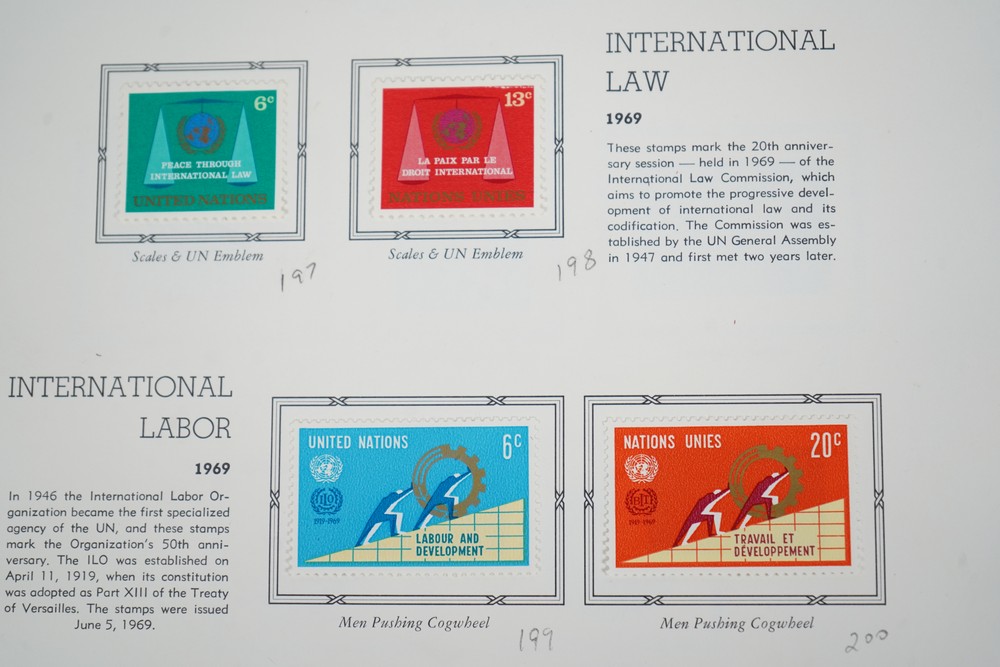 INTERNATIONAL
LAW
1969
These stamps mark the 20th anniver-
sary session — held in 1969 — of the
International Law Commission, which
aims to promote the progressive devel-
opment of international law and its
codification. The Commission was es-
tablished by the UN General Assembly
in 1947 and first met two years later.
6c
PEACE THROUGH
INTERNATIONAL LAW
UNITED NATIONS
Scales & UN Emblem
197
13c
LA PAIX PAR LE
DROIT INTERNATIONAL
NATIONS UNIES
Scales & UN Emblem
198
INTERNATIONAL
LABOR
1969
In 1946 the International Labor Or-
ganization became the first specialized
agency of the UN, and these stamps
mark the Organization's 50th anni-
versary. The ILO was established on
April 11, 1919, when its constitution
was adopted as Part XIII of the Treaty
of Versailles. The stamps were issued
June 5, 1969.
UNITED NATIONS
6c
ILO
1919-1969
LABOUR AND
DEVELOPMENT
Men Pushing Cogwheel
199
NATIONS UNIES
20c
BIT
1919-1969
TRAVAIL ET
DÉVELOPPEMENT
Men Pushing Cogwheel
200